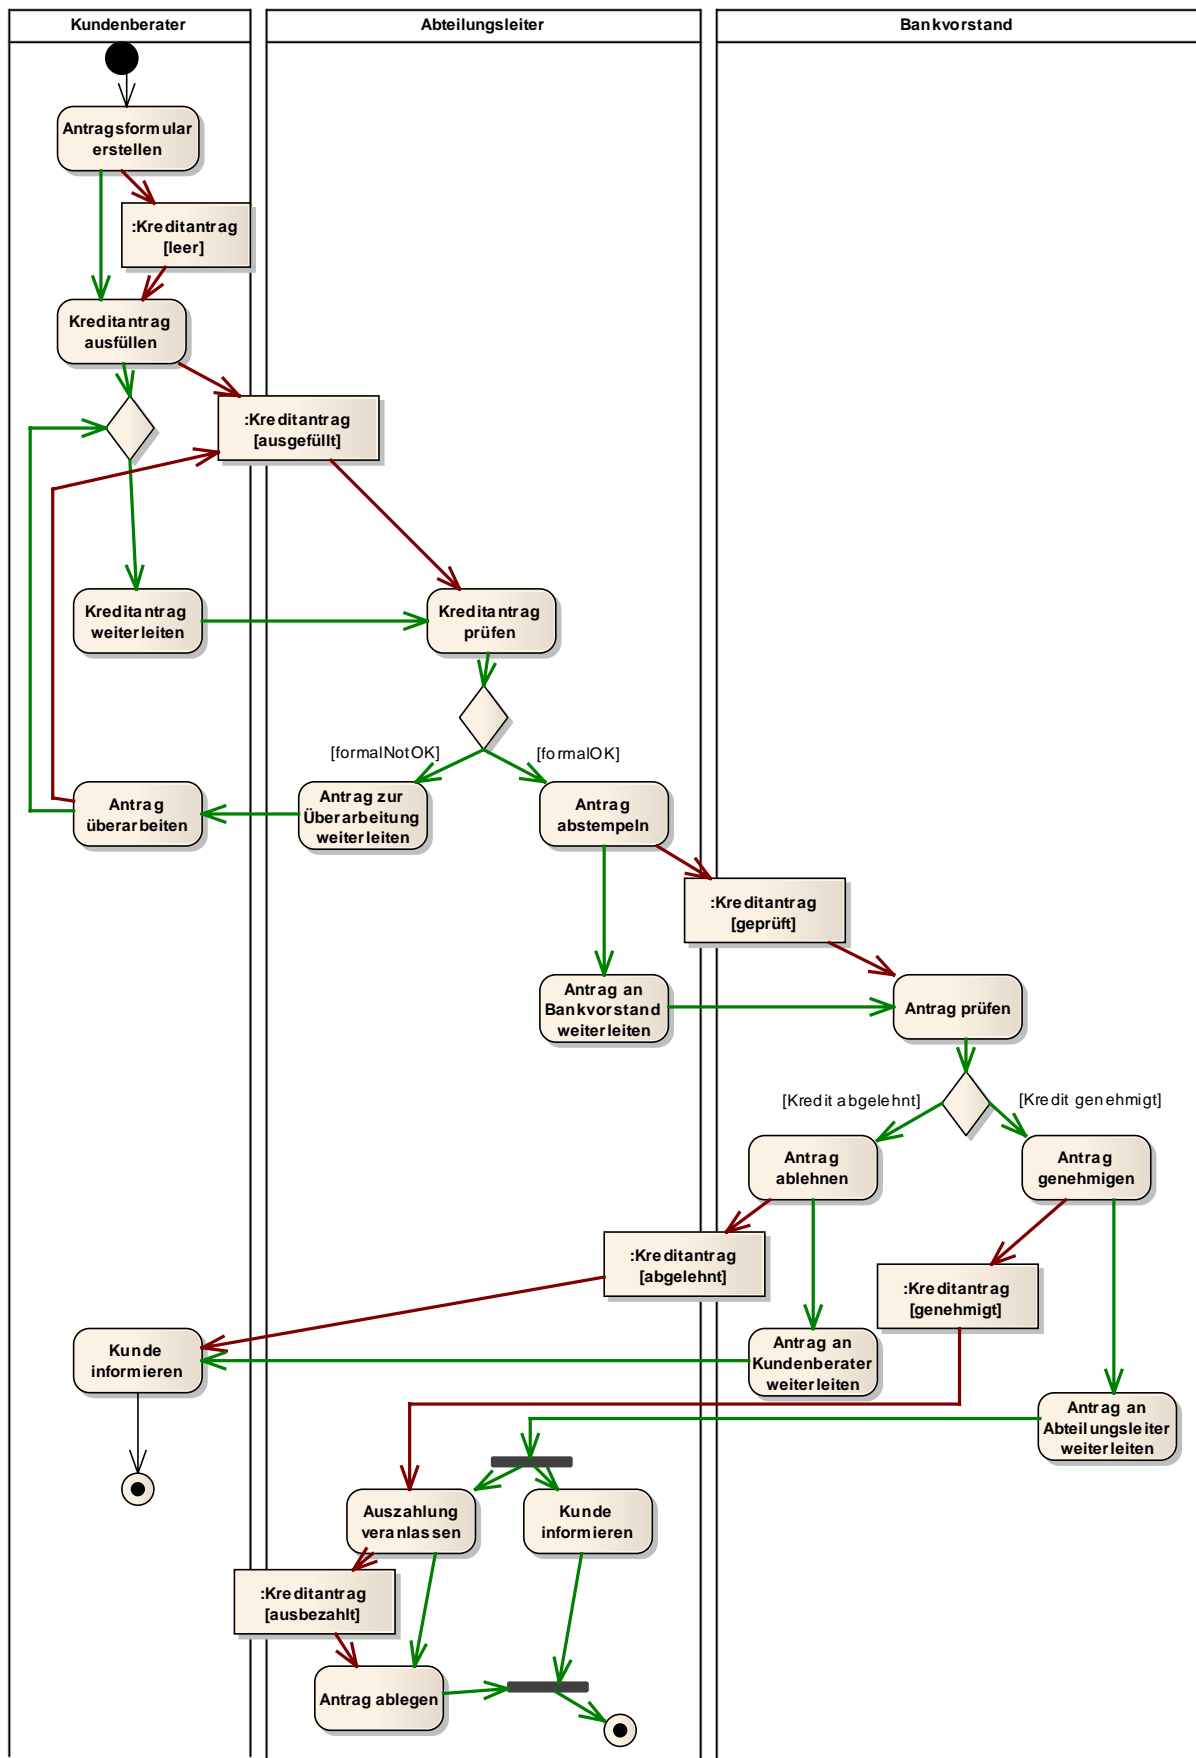 Kundenberater
Abteilungsleiter
Bankvorstand
Antragsformular
erstellen
:Kreditantrag
[leer]
Kreditantrag
ausfüllen
:Kreditantrag
[ausgefüllt]
Kreditantrag
weiterleiten
Kreditantrag
prüfen
[formalNotOK]
[formalOK]
Antrag
überarbeiten
Antrag zur
Überarbeitung
weiterleiten
Antrag
abstempeln
:Kreditantrag
[geprüft]
Antrag an
Bankvorstand
weiterleiten
Antrag prüfen
[Kredit abgelehnt]
[Kredit genehmigt]
Antrag
ablehnen
Antrag
genehmigen
:Kreditantrag
[abgelehnt]
:Kreditantrag
[genehmigt]
Kunde
informieren
Antrag an
Kundenberater
weiterleiten
Antrag an
Abteilungsleiter
weiterleiten
Auszahlung
veranlassen
Kunde
informieren
:Kreditantrag
[ausbezahlt]
Antrag ablegen